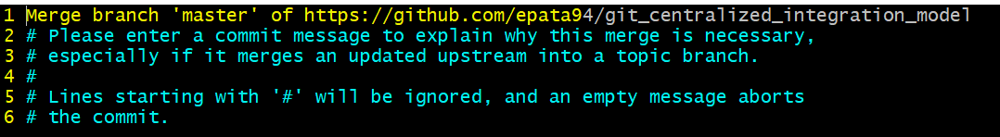 1 Merge branch 'master' of https://github.com/epata94/git_centralized_integration_model
2 # Please enter a commit message to explain why this merge is necessary,
3 # especially if it merges an updated upstream into a topic branch.
4 #
5 # Lines starting with '#' will be ignored, and an empty message aborts
6 # the commit.